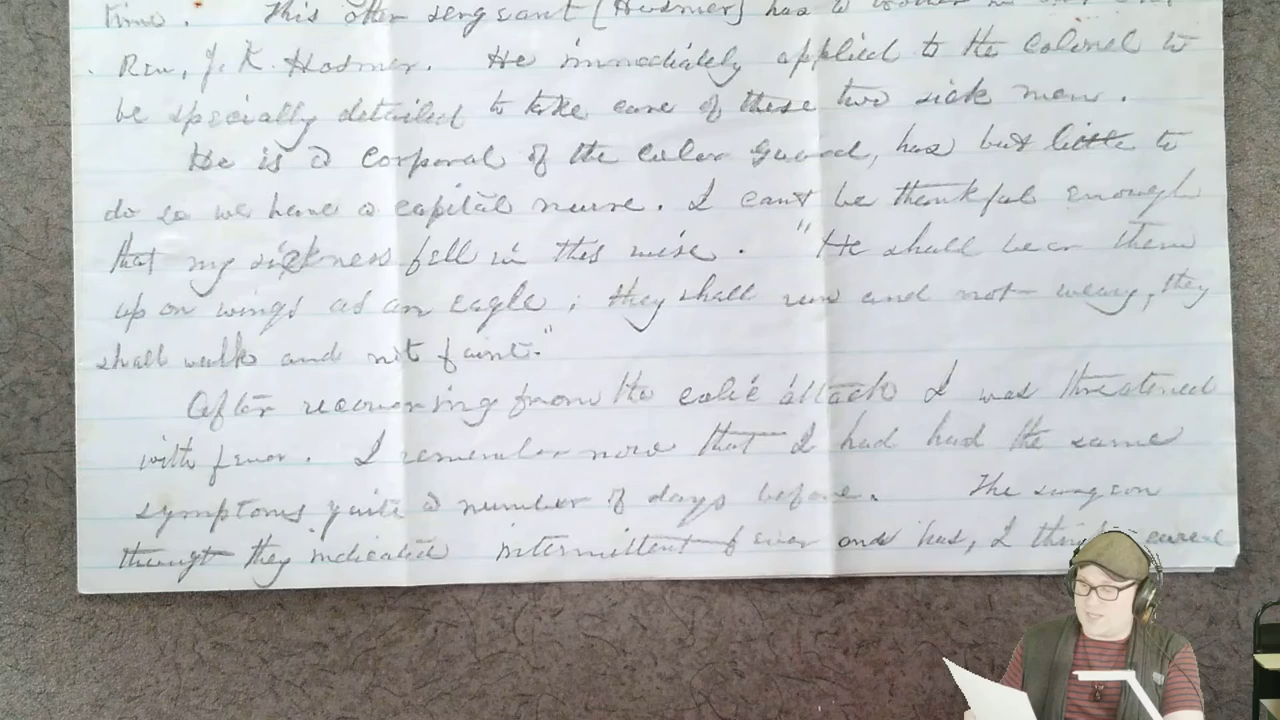 time. This other sergeant (Hosmer) has a brother in our
Rev, J. K. Hosmer. He immediately applied to the Colonel to
be specially detailed to take care of these two sick men.
He is a corporal of the color guard, has but little to
do so we have a capital nurse. I can't be thankful enough
that my sickness fell in this wise. "He shall bear them
up on wings as an eagle; they shall run and not weary, they
shall walk and not faint."
After recovering from the colic attack I was threatened
with fever. I remember now that I had had the same
symptoms quite a number of days before. The surgeon
thought they indicated intermittent fever and has, I think cured